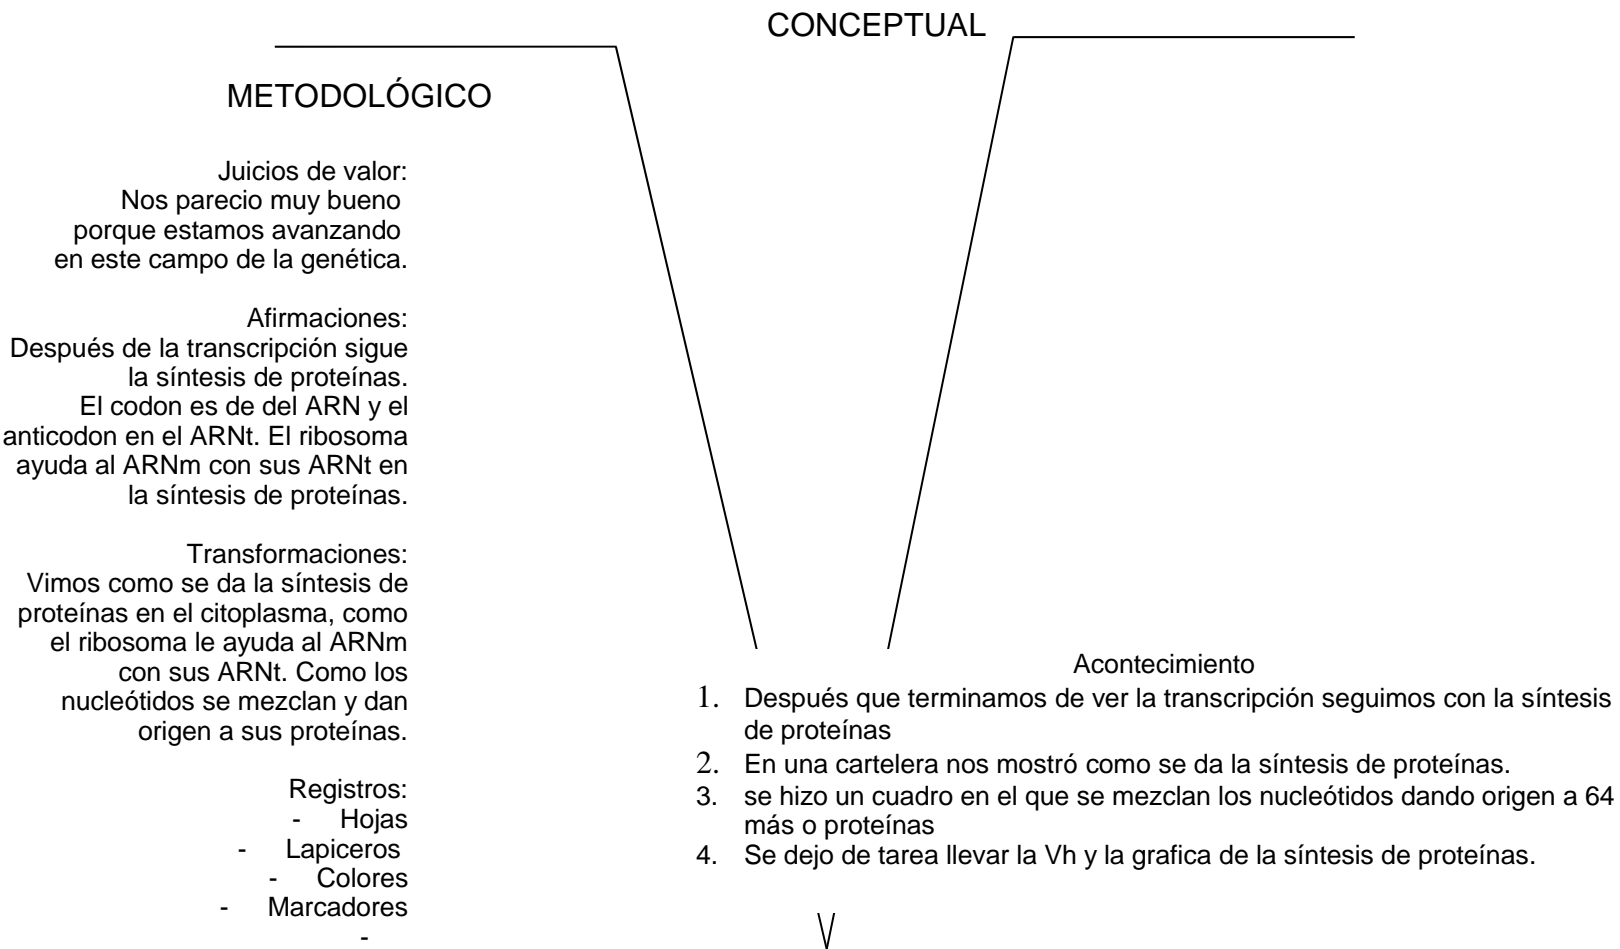 CONCEPTUAL
METODOLÓGICO
Juicios de valor:
Nos parecio muy bueno
porque estamos avanzando
en este campo de la genética.
Afirmaciones:
Después de la transcripción sigue
la síntesis de proteínas.
El codon es de del ARN y el
anticodon en el ARNt. El ribosoma
ayuda al ARNm con sus ARNt en
la síntesis de proteínas.
Transformaciones:
Vimos como se da la síntesis de
proteínas en el citoplasma, como
el ribosoma le ayuda al ARNm
con sus ARNt. Como los
nucleótidos se mezclan y dan
origen a sus proteínas.
Registros:
- Hojas
- Lapiceros
- Colores
- Marcadores
-
Acontecimiento
1. Después que terminamos de ver la transcripción seguimos con la síntesis
de proteínas
2. En una cartelera nos mostró como se da la síntesis de proteínas.
3. se hizo un cuadro en el que se mezclan los nucleótidos dando origen a 64
más o proteínas
4. Se dejo de tarea llevar la Vh y la grafica de la síntesis de proteínas.